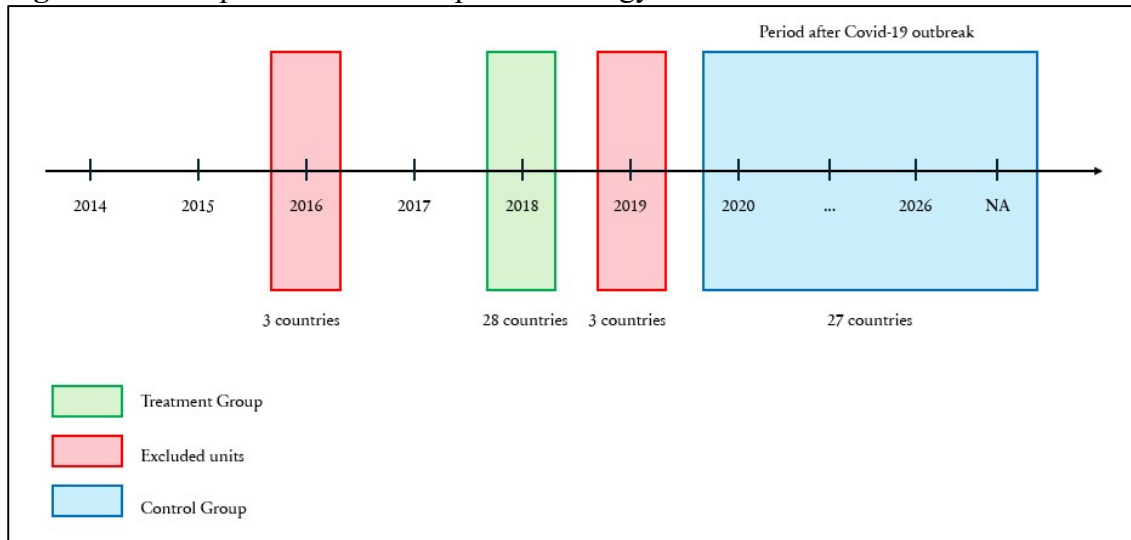 Period after Covid-19 outbreak
2014 2015 2016 2017 2018 2019 2020 ... 2026 NA
3 countries 28 countries 3 countries 27 countries
Treatment Group
Excluded units
Control Group